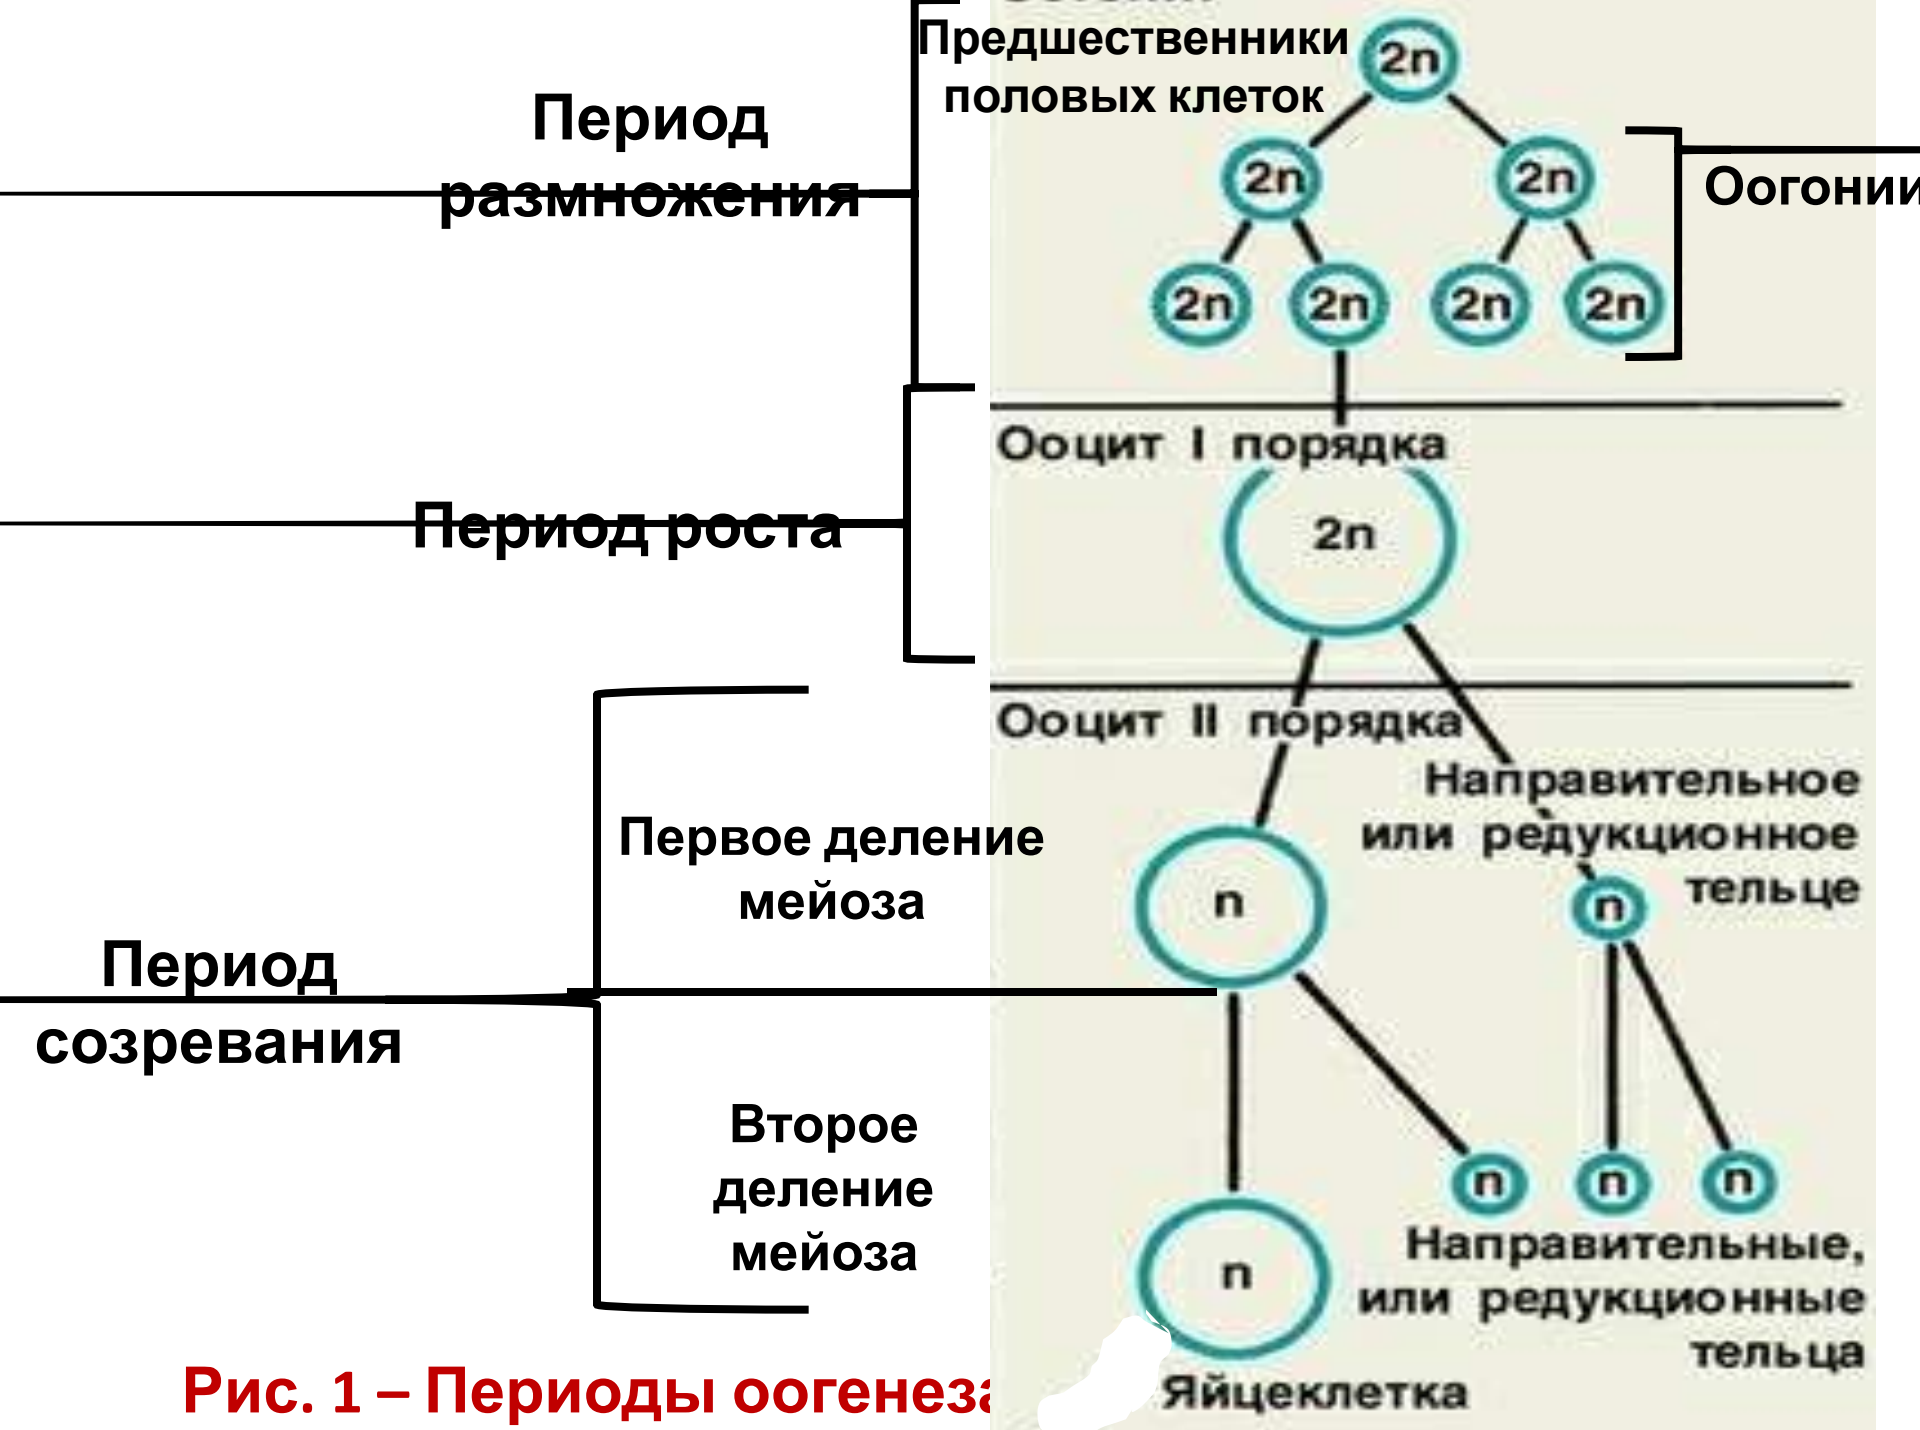 Предшественники
половых клеток
2n
Период
размножения
2n
2n
Оогонии
2n
2n
2n
2n
Ооцит I порядка
2n
Период роста
Ооцит II порядка
Направительное
или редукционное
тельце
Первое деление
мейоза
n
n
Период
созревания
Второе
деление
мейоза
n
n
n
n
Направительные,
или редукционные
тельца
Яйцеклетка
Рис. 1 – Периоды оогенеза